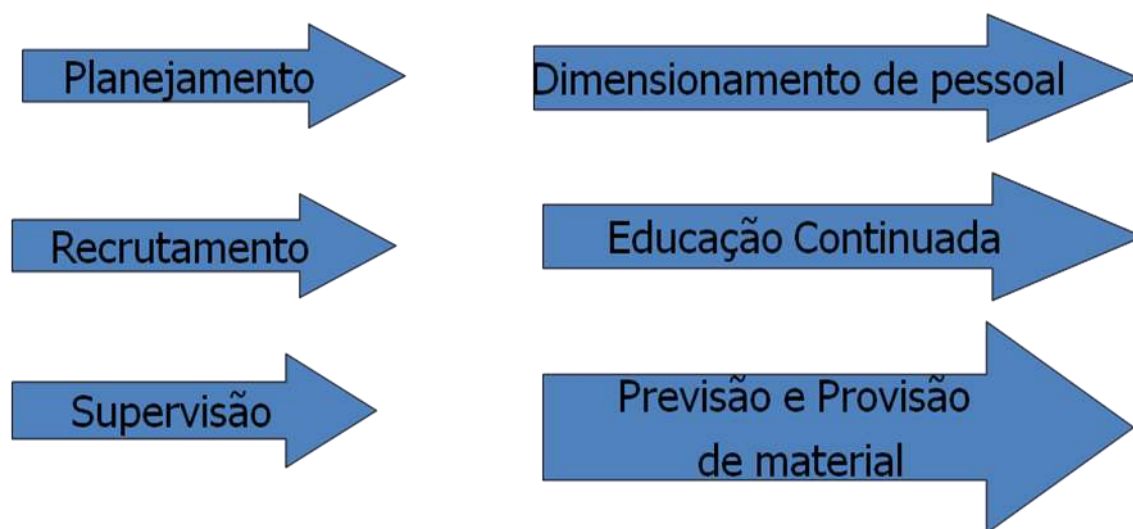 Planejamento
Dimensionamento de pessoal
Recrutamento
Educação Continuada
Supervisão
Previsão e Provisão
de material